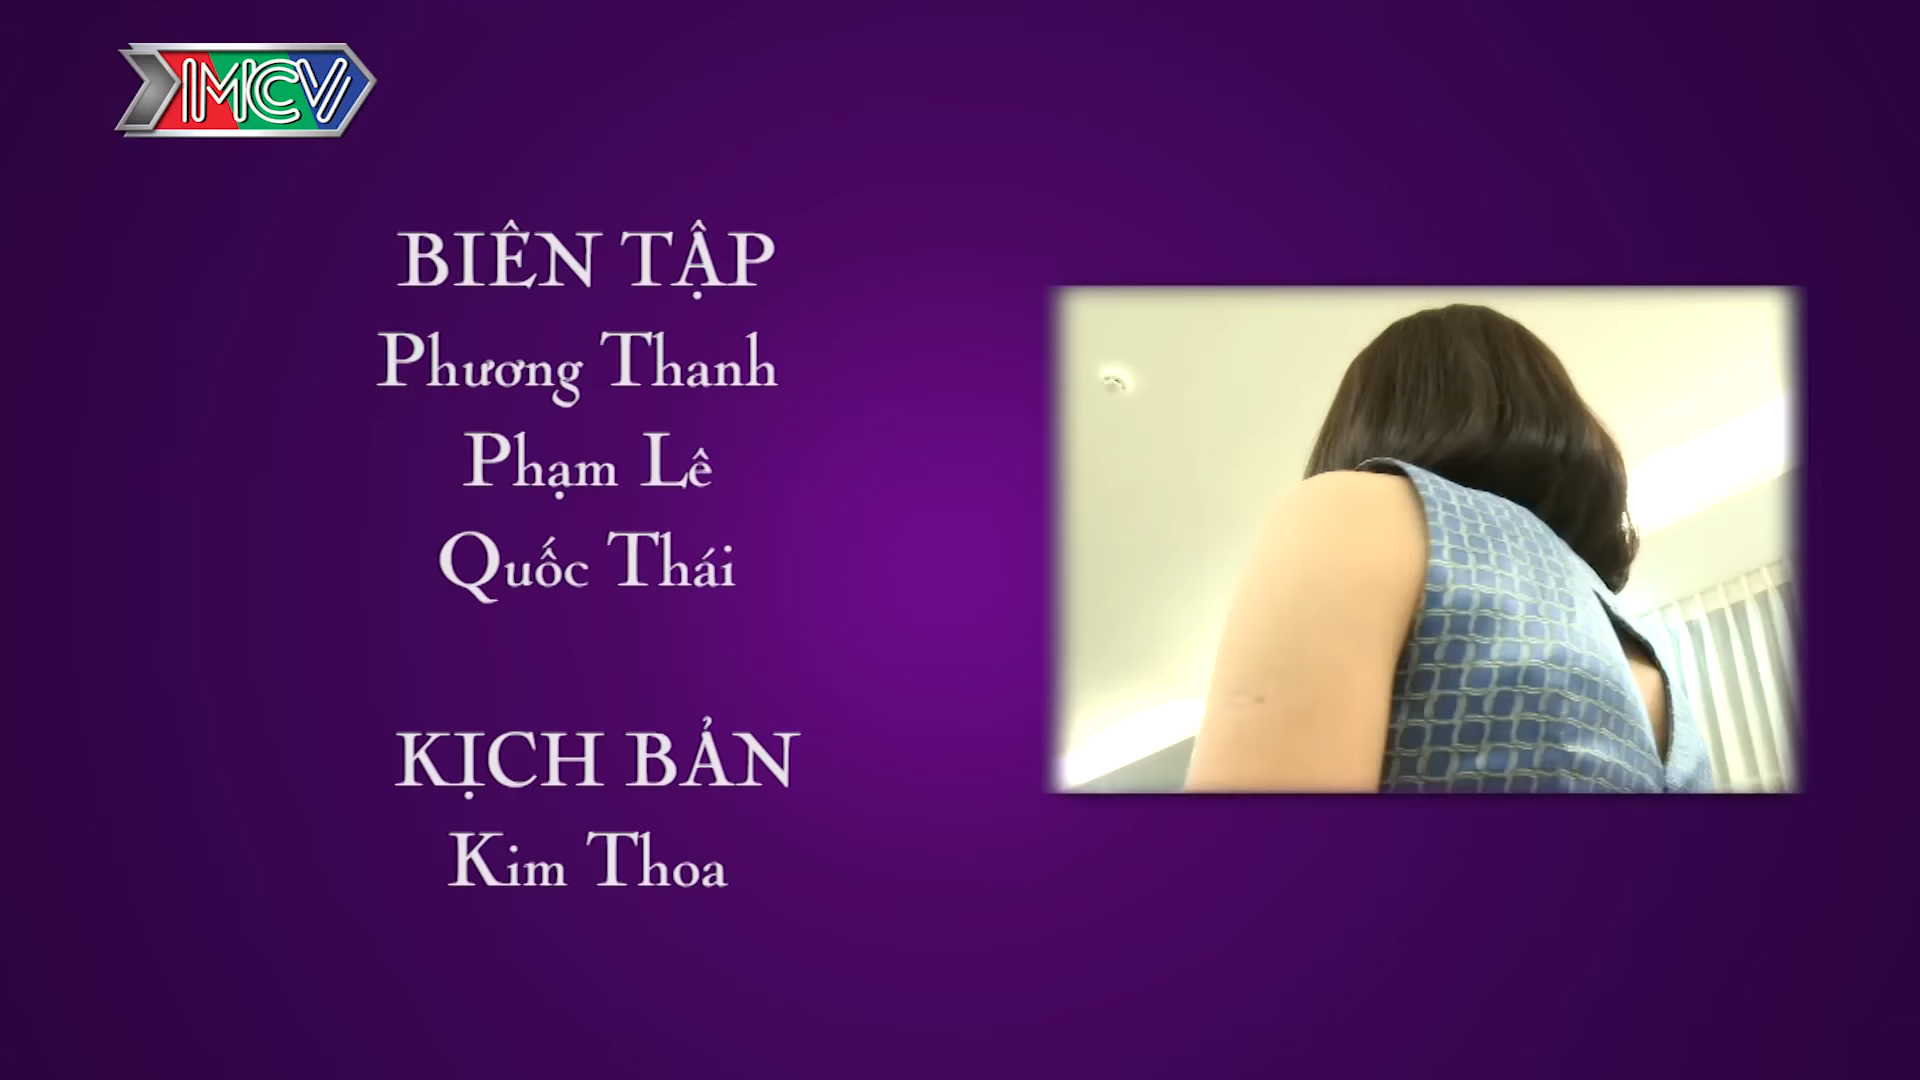 MCV
BIÊN TẬP
Phương Thanh
Phạm Lê
Quốc Thái
KỊCH BẢN
Kim Thoa